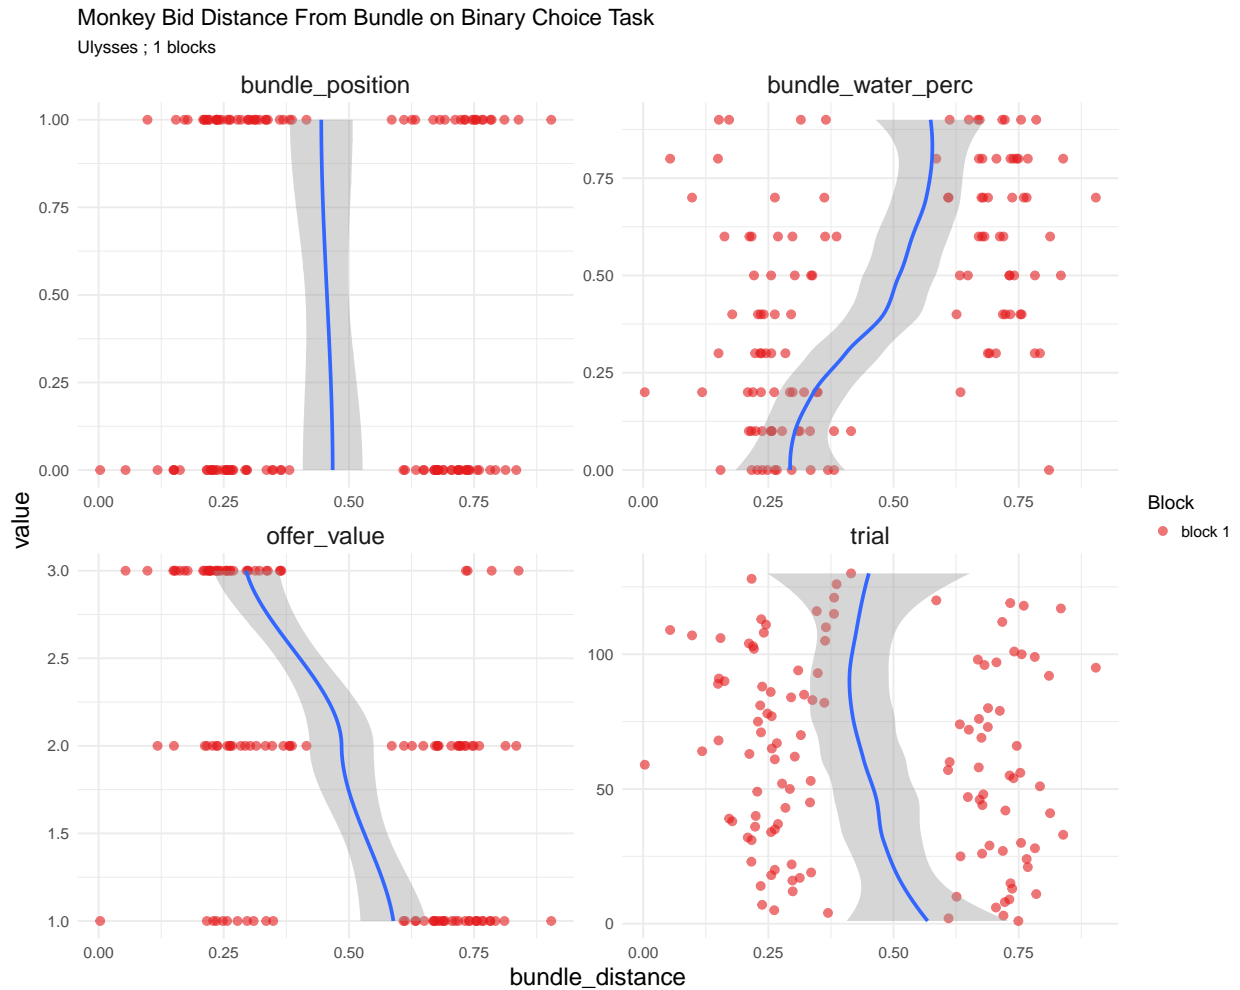 Monkey Bid Distance From Bundle on Binary Choice Task
Ulysses ; 1 blocks
bundle_position
bundle_water_perc
1.00
0.75
0.50
0.25
0.00
0.75
0.50
0.25
0.00
0.00 0.25 0.50 0.75
0.00 0.25 0.50 0.75
value
offer_value
trial
3.0
2.5
2.0
1.5
1.0
100
50
0
0.00 0.25 0.50 0.75
0.00 0.25 0.50 0.75
bundle_distance
Block
block 1